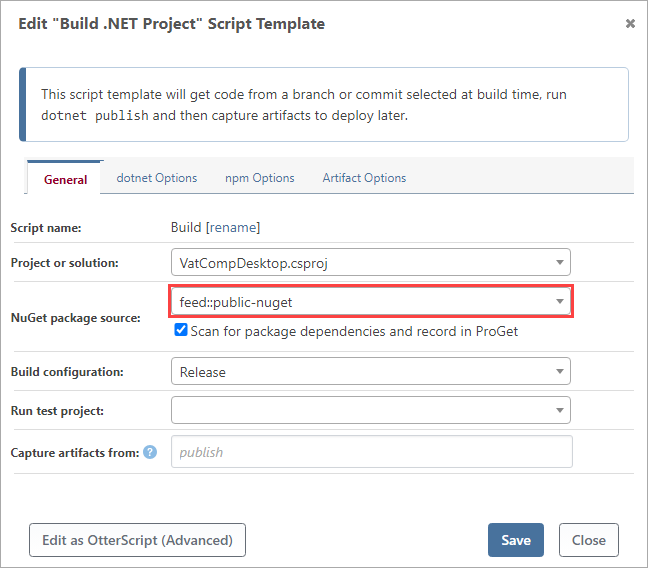 Edit "Build .NET Project" Script Template
This script template will get code from a branch or commit selected at build time, run
dotnet publish and then capture artifacts to deploy later.
General dotnet Options npm Options Artifact Options
Script name: Build [rename]
Project or solution: VatCompDesktop.csproj
NuGet package source: feed::public-nuget
Scan for package dependencies and record in ProGet
Build configuration: Release
Run test project:
Capture artifacts from: ? publish
Edit as OtterScript (Advanced) Save Close